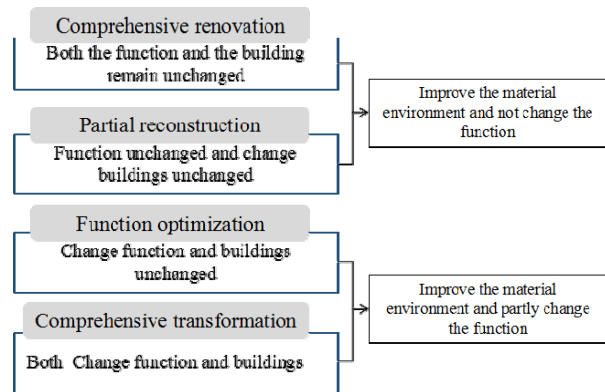 Comprehensive renovation
Both the function and the building
remain unchanged
Partial reconstruction
Function unchanged and change
buildings unchanged
Improve the material
environment and not change the
function
Function optimization
Change function and buildings
unchanged
Comprehensive transformation
Both Change function and buildings
Improve the material
environment and partly change
the function